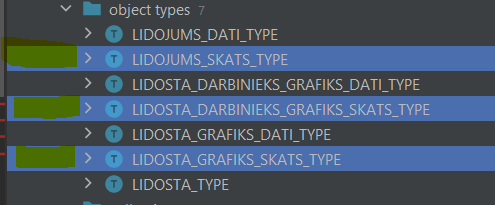 object types 7
T LIDOJUMS_DATI_TYPE
T LIDOJUMS_SKATS_TYPE
T LIDOSTA_DARBINIEKS_GRAFIKS_DATI_TYPE
T LIDOSTA_DARBINIEKS_GRAFIKS_SKATS_TYPE
T LIDOSTA_GRAFIKS_DATI_TYPE
T LIDOSTA_GRAFIKS_SKATS_TYPE
T LIDOSTA_TYPE